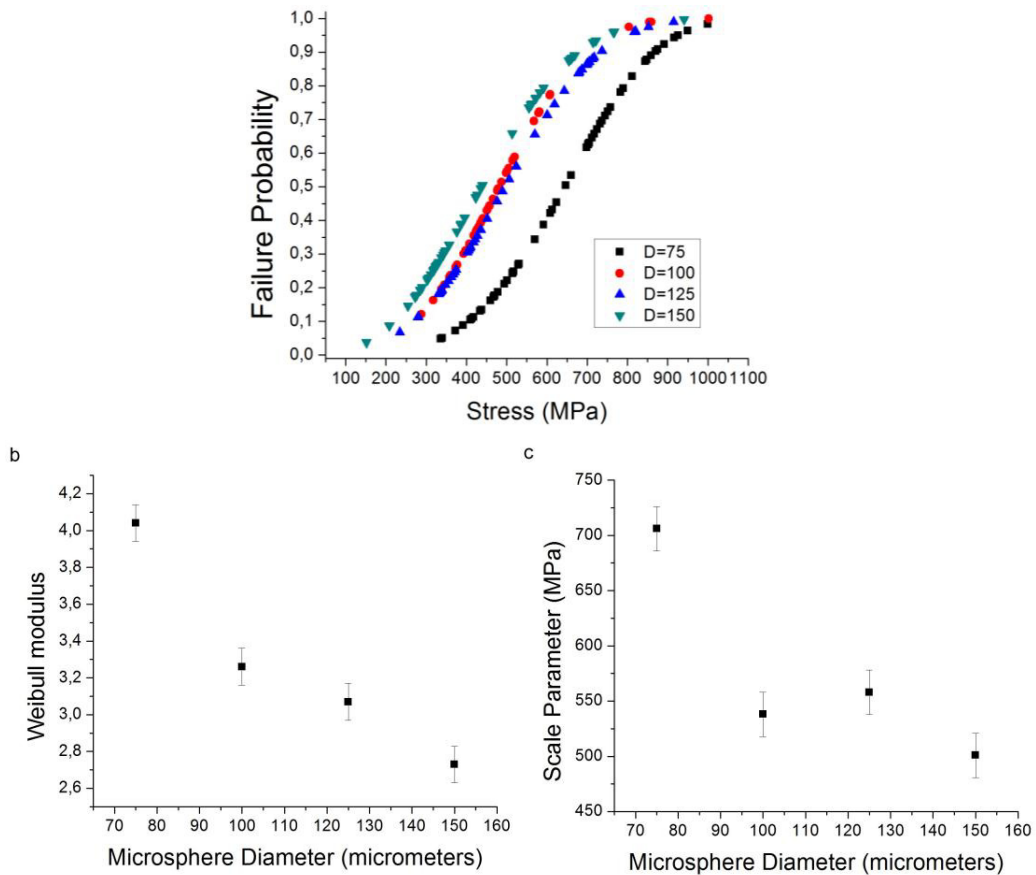 1,0
0,9
0,8
0,7
0,6
0,5
0,4
0,3
0,2
0,1
0,0
Failure Probability
D=75
D=100
D=125
D=150
100 200 300 400 500 600 700 800 900 1000 1100
Stress (MPa)
b
4,2
4,0
3,8
3,6
3,4
3,2
3,0
2,8
2,6
Weibull modulus
70 80 90 100 110 120 130 140 150 160
Microsphere Diameter (micrometers)
c
750
700
650
600
550
500
450
Scale Parameter (MPa)
70 80 90 100 110 120 130 140 150 160
Microsphere Diameter (micrometers)